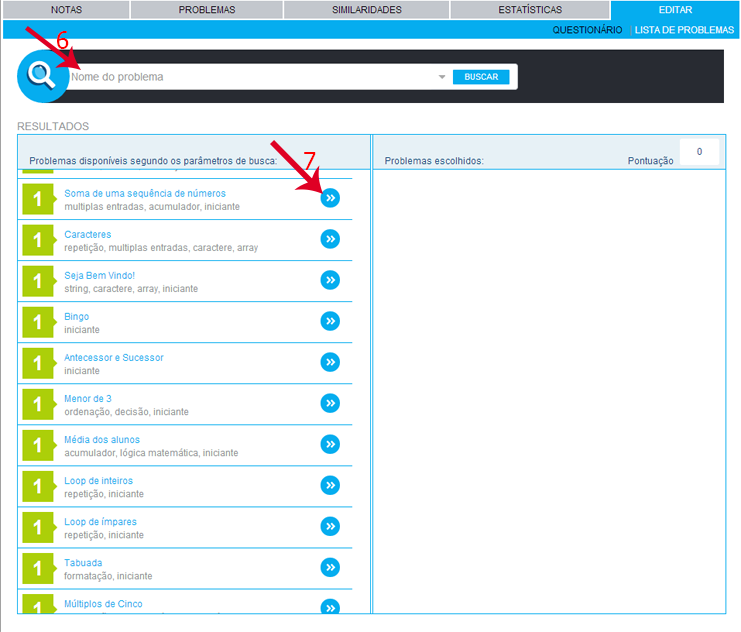 NOTAS PROBLEMAS SIMILARIDADES ESTATÍSTICAS EDITAR
QUESTIONÁRIO | LISTA DE PROBLEMAS
6
Nome do problema BUSCAR
RESULTADOS
7
0
Problemas disponíveis segundo os parâmetros de busca: Problemas escolhidos: Pontuação
1 Soma de uma sequência de números
multiplas entradas, acumulador, iniciante
1 Caracteres
repetição, multiplas entradas, caractere, array
1 Seja Bem Vindo!
string, caractere, array, iniciante
1 Bingo
iniciante
1 Antecessor e Sucessor
iniciante
1 Menor de 3
ordenação, decisão, iniciante
1 Média dos alunos
acumulador, lógica matemática, iniciante
1 Loop de inteiros
repetição, iniciante
1 Loop de ímpares
repetição, iniciante
1 Tabuada
formatação, iniciante
1 Múltiplos de Cinco